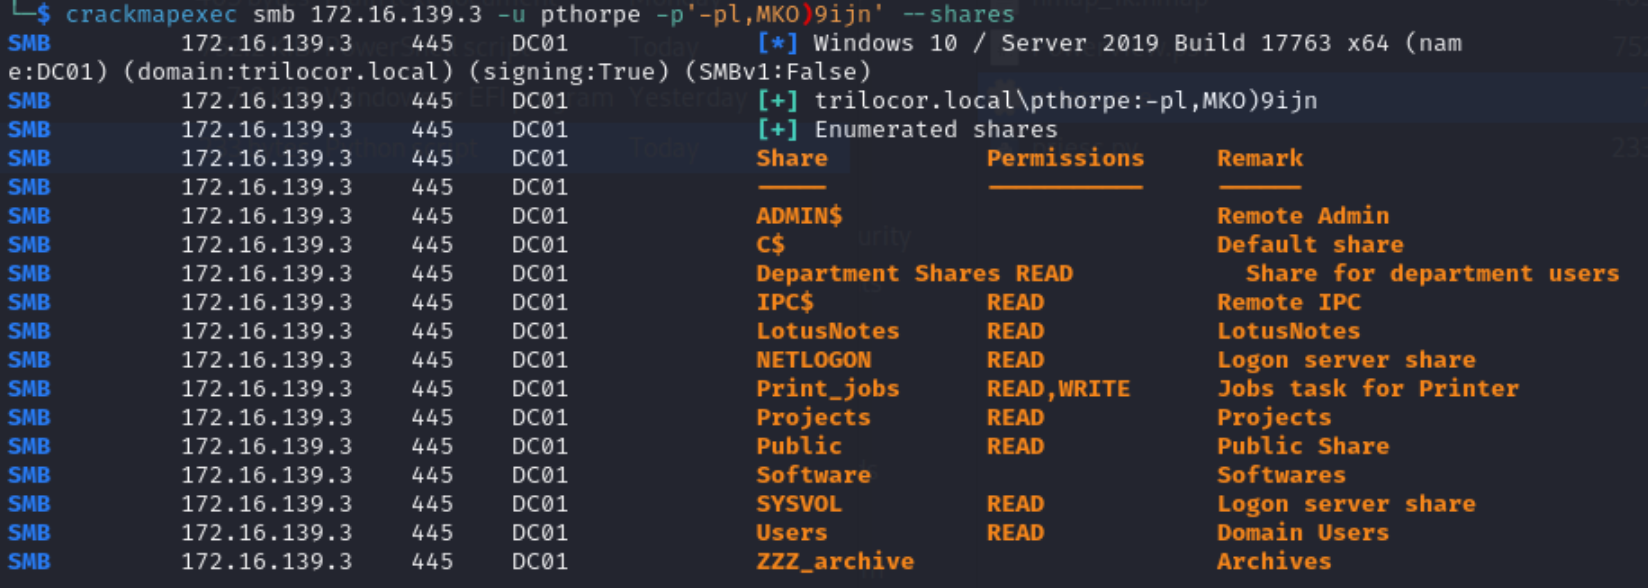 └─$ crackmapexec smb 172.16.139.3 -u pthorpe -p'-pl,MKO)9ijn' --shares
SMB 172.16.139.3 445 DC01 [*] Windows 10 / Server 2019 Build 17763 x64 (nam
e:DC01) (domain:trilocor.local) (signing:True) (SMBv1:False)
SMB 172.16.139.3 445 DC01 [+] trilocor.local\pthorpe:-pl,MKO)9ijn
SMB 172.16.139.3 445 DC01 [+] Enumerated shares
SMB 172.16.139.3 445 DC01 Share Permissions Remark
SMB 172.16.139.3 445 DC01 ----- ----------- ------
SMB 172.16.139.3 445 DC01 ADMIN$ Remote Admin
SMB 172.16.139.3 445 DC01 C$ Default share
SMB 172.16.139.3 445 DC01 Department Shares READ Share for department users
SMB 172.16.139.3 445 DC01 IPC$ READ Remote IPC
SMB 172.16.139.3 445 DC01 LotusNotes READ LotusNotes
SMB 172.16.139.3 445 DC01 NETLOGON READ Logon server share
SMB 172.16.139.3 445 DC01 Print_jobs READ,WRITE Jobs task for Printer
SMB 172.16.139.3 445 DC01 Projects READ Projects
SMB 172.16.139.3 445 DC01 Public READ Public Share
SMB 172.16.139.3 445 DC01 Software Softwares
SMB 172.16.139.3 445 DC01 SYSVOL READ Logon server share
SMB 172.16.139.3 445 DC01 Users READ Domain Users
SMB 172.16.139.3 445 DC01 ZZZ_archive Archives